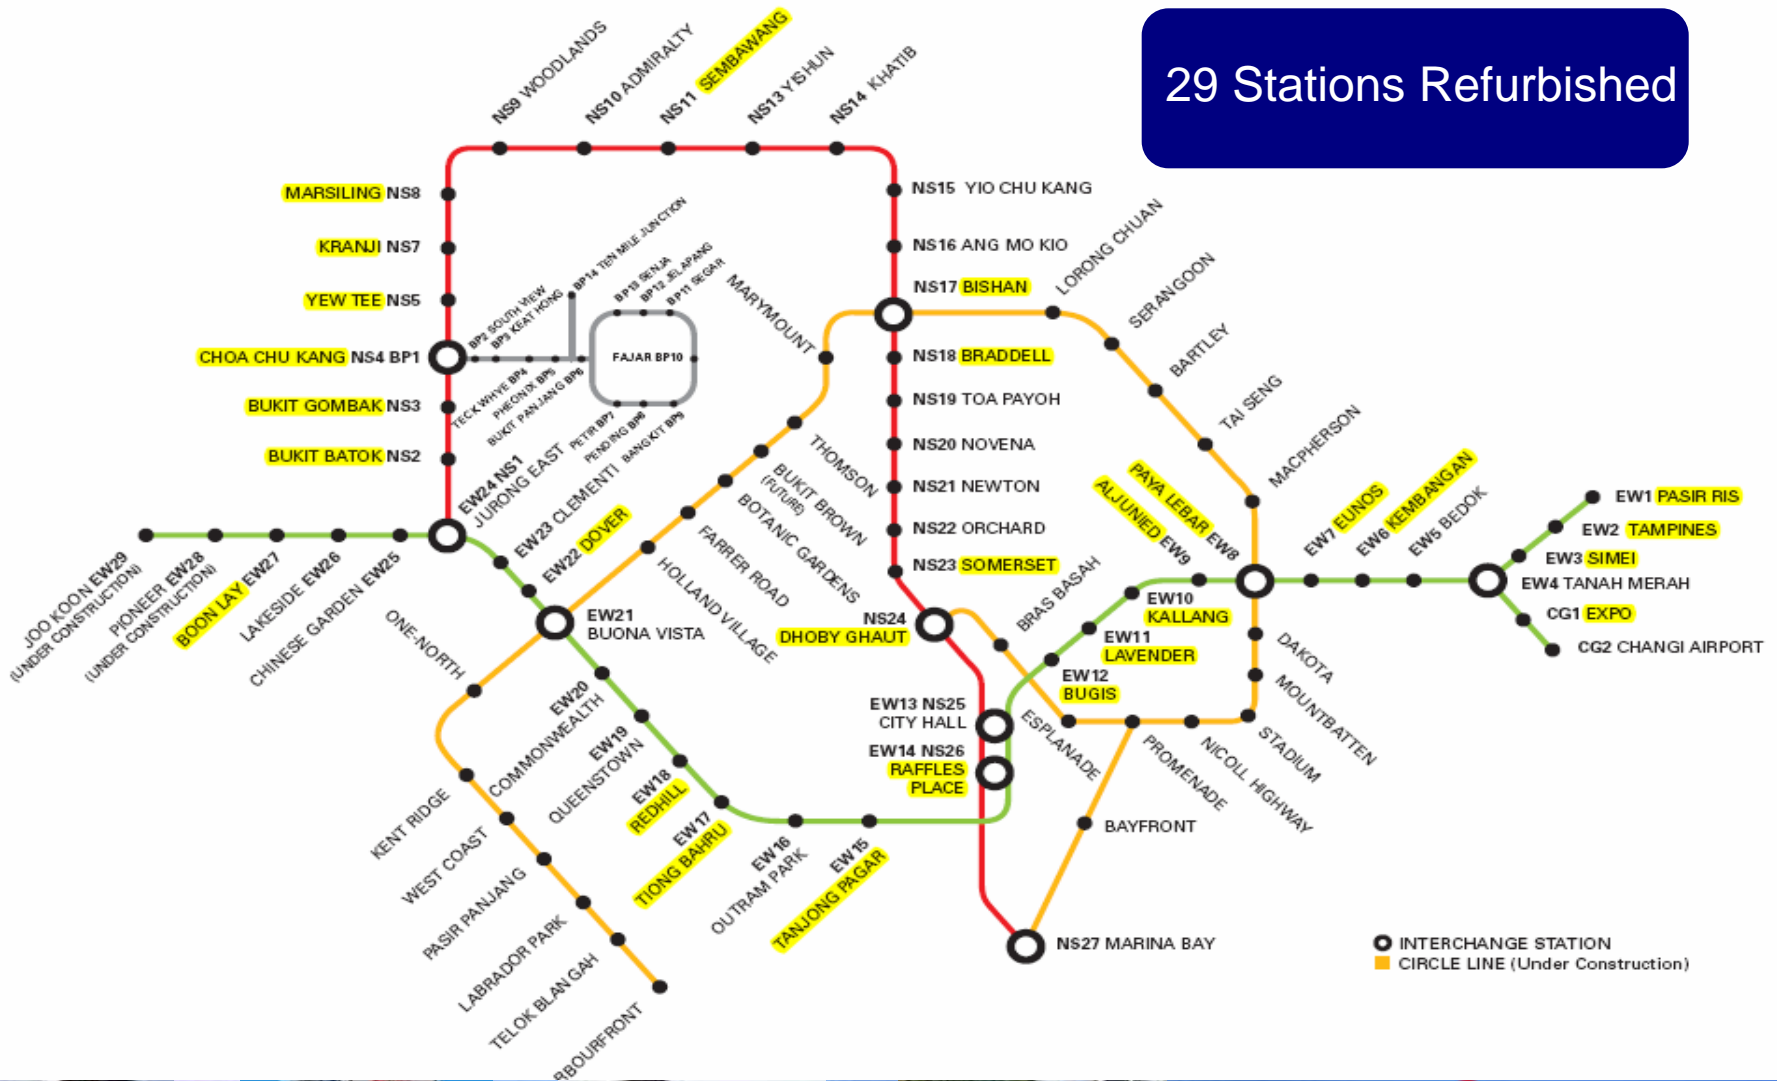 29 Stations Refurbished
NS9 WOODLANDS
NS10 ADMIRALTY
NS11 SEMBAWANG
NS13 YISHUN
NS14 KHATIB
MARSILING NS8
KRANJI NS7
YEW TEE NS5
CHOA CHU KANG NS4 BP1
BUKIT GOMBAK NS3
BUKIT BATOK NS2
EW24 NS1
JURONG EAST
BP2 SOUTH VIEW
BP3 KEAT HONG
BP14 TEN MILE JUNCTION
TECK WHYE BP4
PHEONIX BP5
BUKIT PANJANG BP6
BP13 SENJA
BP12 JELAPANG
BP11 SEGAR
FAJAR BP10
PETIR BP7
PENDING BP8
BANGKIT BP9
NS15 YIO CHU KANG
NS16 ANG MO KIO
NS17 BISHAN
NS18 BRADDELL
NS19 TOA PAYOH
NS20 NOVENA
NS21 NEWTON
NS22 ORCHARD
NS23 SOMERSET
NS24
DHOBY GHAUT
EW13 NS25
CITY HALL
EW14 NS26
RAFFLES
PLACE
NS27 MARINA BAY
MARYMOUNT
THOMSON
BUKIT BROWN
(FUTURE)
BOTANIC GARDENS
FARRER ROAD
HOLLAND VILLAGE
LORONG CHUAN
SERANGOON
BARTLEY
TAI SENG
MACPHERSON
PAYA LEBAR EW8
ALJUNIED EW9
EW7 EUNOS
EW6 KEMBANGAN
EW5 BEDOK
EW1 PASIR RIS
EW2 TAMPINES
EW3 SIMEI
EW4 TANAH MERAH
CG1 EXPO
CG2 CHANGI AIRPORT
EW10
KALLANG
EW11
LAVENDER
EW12
BUGIS
BRAS BASAH
ESPLANADE
PROMENADE
NICOLL HIGHWAY
STADIUM
MOUNTBATTEN
DAKOTA
BAYFRONT
JOO KOON EW29
(UNDER CONSTRUCTION)
PIONEER EW28
(UNDER CONSTRUCTION)
BOON LAY EW27
LAKESIDE EW26
CHINESE GARDEN EW25
EW23 CLEMENTI
EW22 DOVER
EW21
BUONA VISTA
EW20
COMMONWEALTH
EW19
QUEENSTOWN
EW18
REDHILL
EW17
TIONG BAHRU
EW16
OUTRAM PARK
EW15
TANJONG PAGAR
ONE-NORTH
KENT RIDGE
WEST COAST
PASIR PANJANG
LABRADOR PARK
TELOK BLANGAH
RBOURFRONT
INTERCHANGE STATION
CIRCLE LINE (Under Construction)